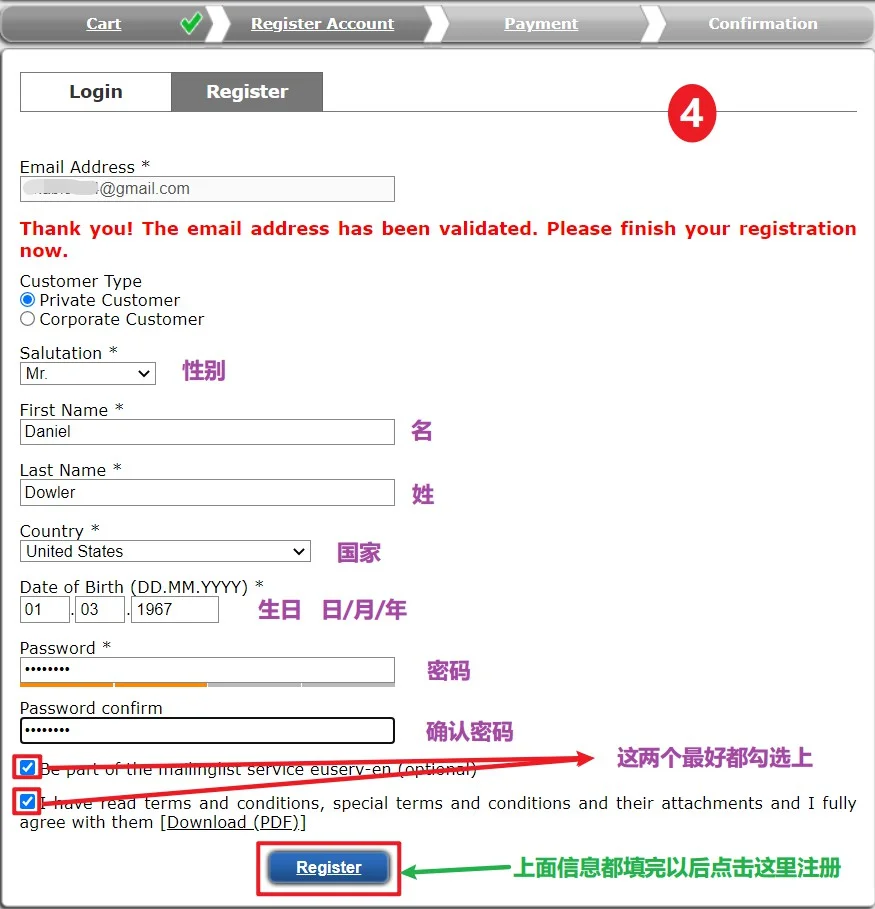 Cart
Register Account
Payment
Confirmation
Login
Register
4
Email Address *
@gmail.com
Thank you! The email address has been validated. Please finish your registration
now.
Customer Type
Private Customer
Corporate Customer
Salutation *
Mr.
性别
First Name *
Daniel
名
Last Name *
Dowler
姓
Country *
United States
国家
Date of Birth (DD.MM.YYYY) *
01 . 03 . 1967
生日 日/月/年
Password *
••••••••
密码
Password confirm
••••••••
确认密码
Be part of the mailinglist service euserv-en (optional)
这两个最好都勾选上
I have read terms and conditions, special terms and conditions and their attachments and I fully
agree with them [Download (PDF)]
Register
上面信息都填完以后点击这里注册